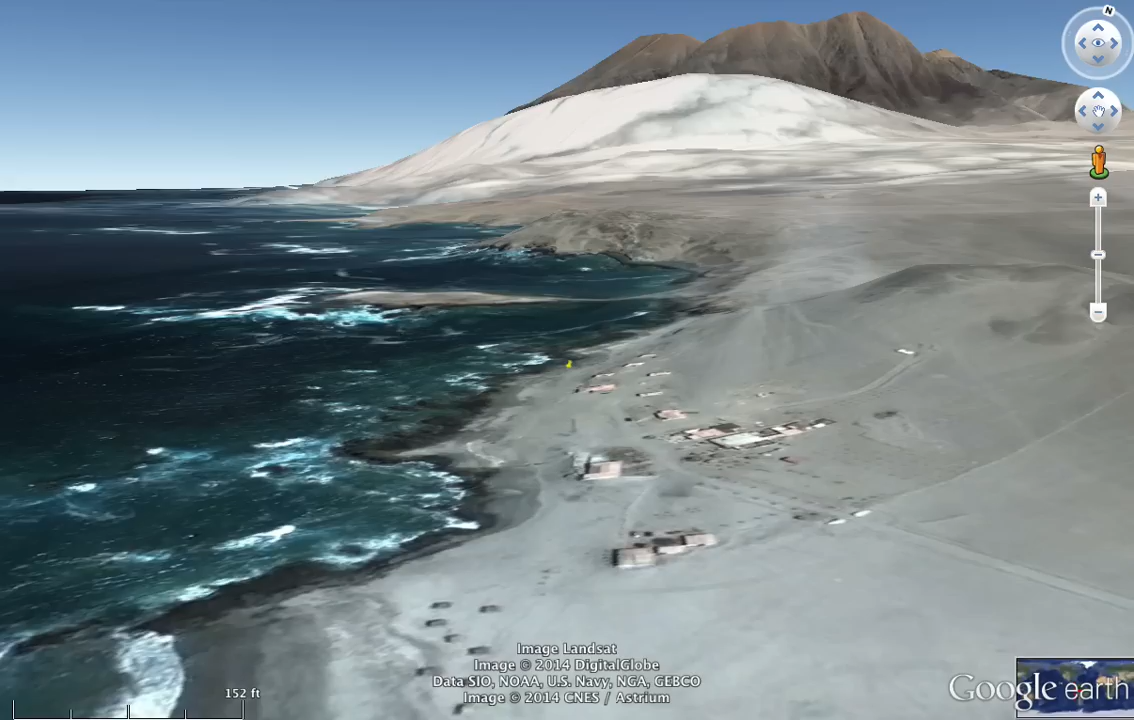 N
Image Landsat
Image © 2014 DigitalGlobe
Data SIO, NOAA, U.S. Navy, NGA, GEBCO
Image © 2014 CNES / Astrium
152 ft
Google earth